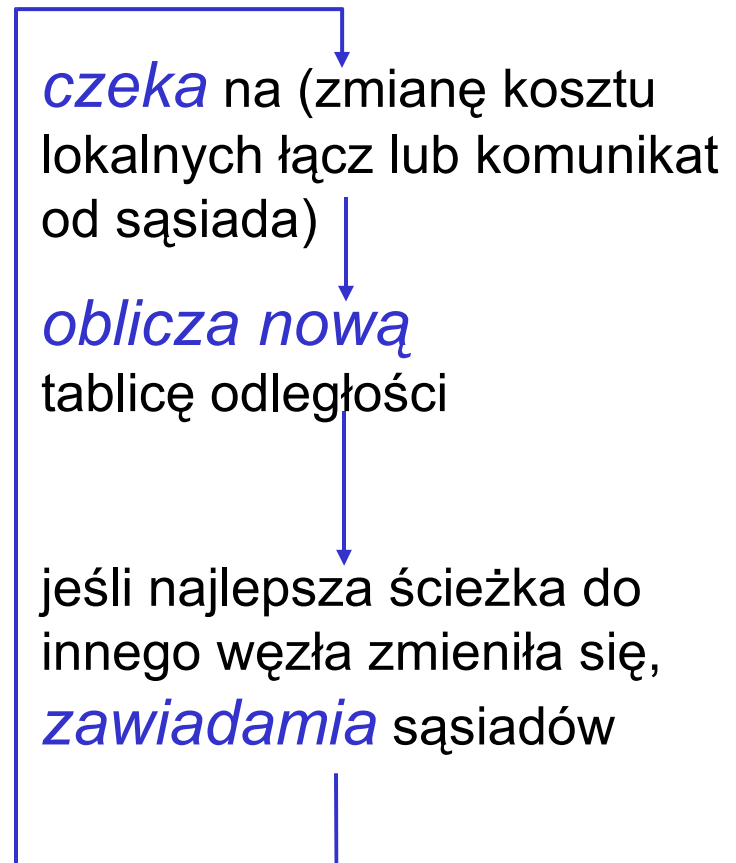 czeka na (zmianę kosztu
lokalnych łącz lub komunikat
od sąsiada)
oblicza nową
tablicę odległości
jeśli najlepsza ścieżka do
innego węzła zmieniła się,
zawiadamia sąsiadów